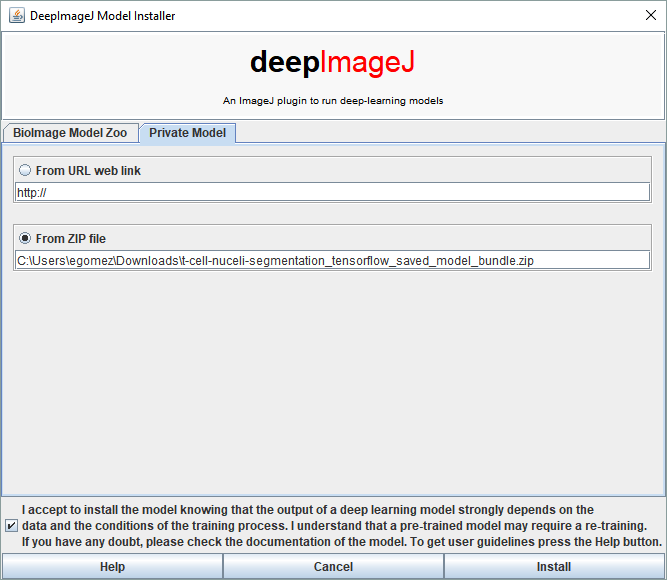 DeepImageJ Model Installer
deepImageJ
An ImageJ plugin to run deep-learning models
BioImage Model Zoo
Private Model
From URL web link
http://
From ZIP file
C:\Users\egomez\Downloads\t-cell-nuceli-segmentation_tensorflow_saved_model_bundle.zip
I accept to install the model knowing that the output of a deep learning model strongly depends on the
data and the conditions of the training process. I understand that a pre-trained model may require a re-training.
If you have any doubt, please check the documentation of the model. To get user guidelines press the Help button.
Help
Cancel
Install